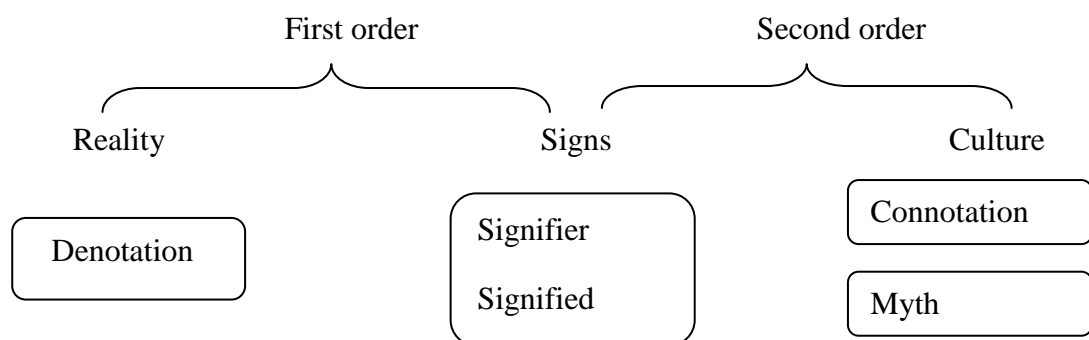 First order
Second order
Reality
Signs
Culture
Denotation
Signifier
Signified
Connotation
Myth